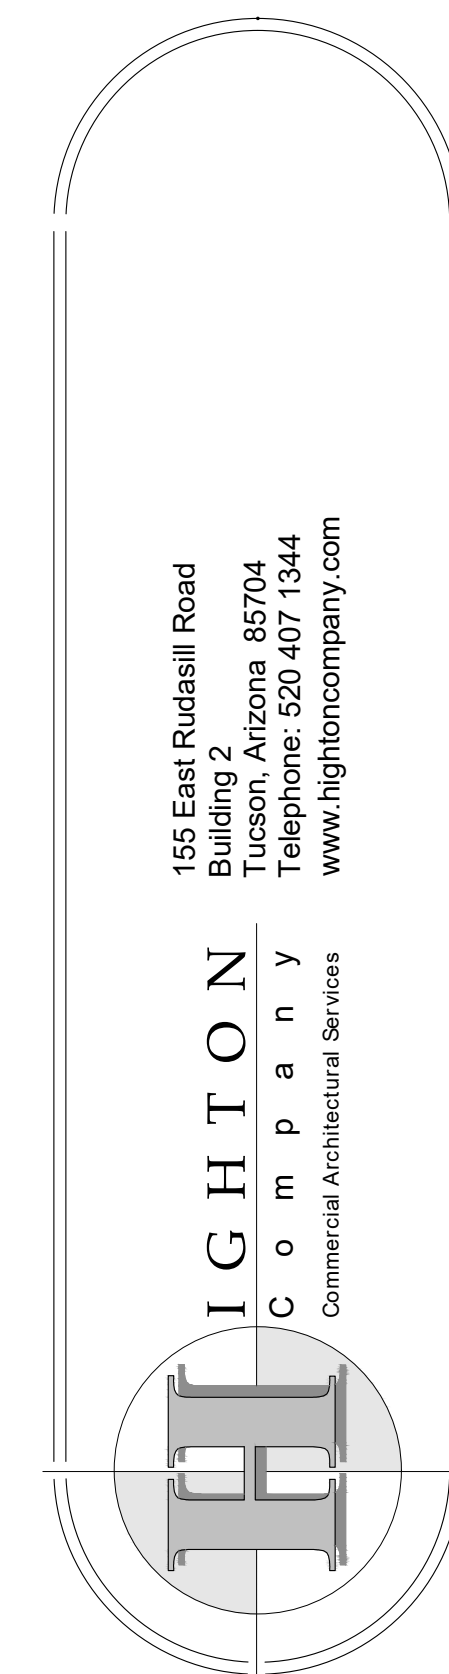 H IGHTON
Company
Commercial Architectural Services
155 East Rudasill Road
Building 2
Tucson, Arizona 85704
Telephone: 520 407 1344
www.hightoncompany.com